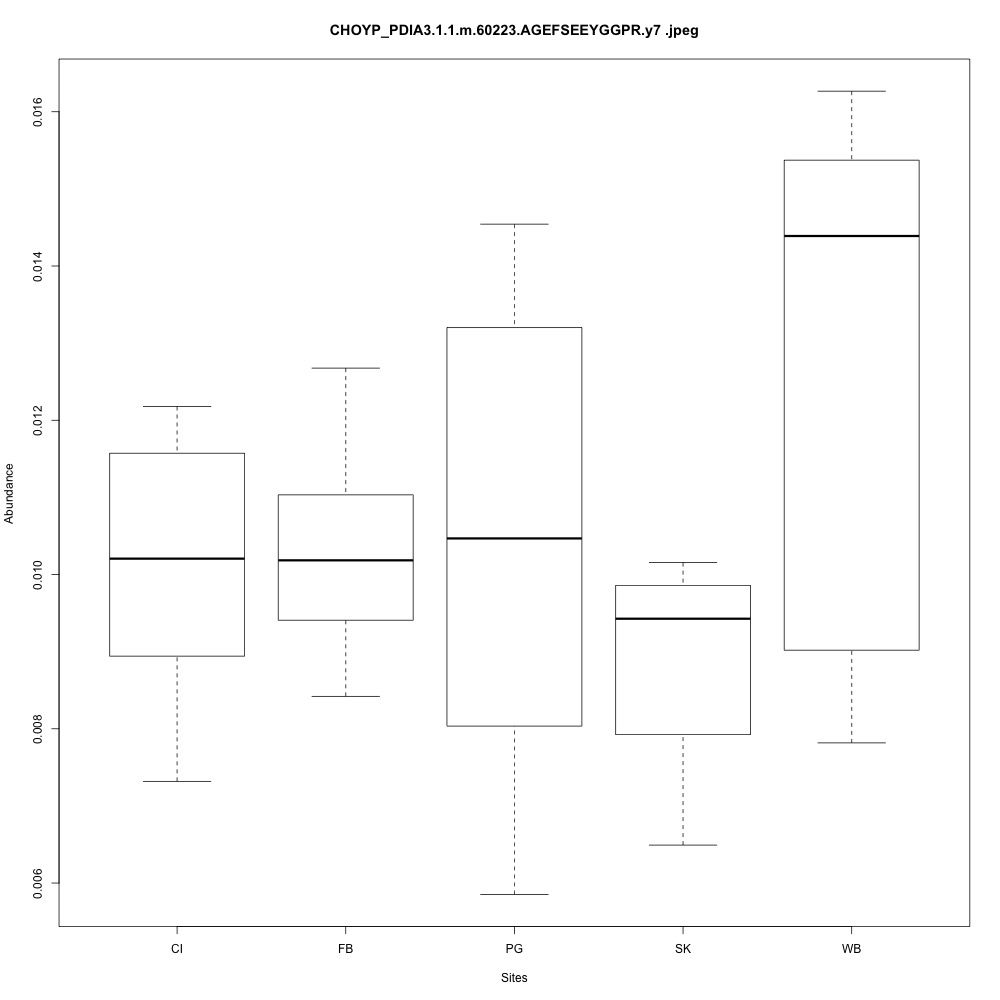 CHOYP_PDIA3.1.1.m.60223.AGEFSEEYGGPR.y7 .jpeg
Abundance
0.016
0.014
0.012
0.010
0.008
0.006
CI FB PG SK WB
Sites